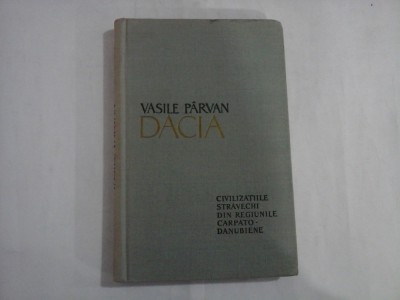 VASILE PÂRVAN
DACIA
CIVILIZAȚIILE
STRĂVECHI
DIN REGIUNILE
CARPATO-
DANUBIENE